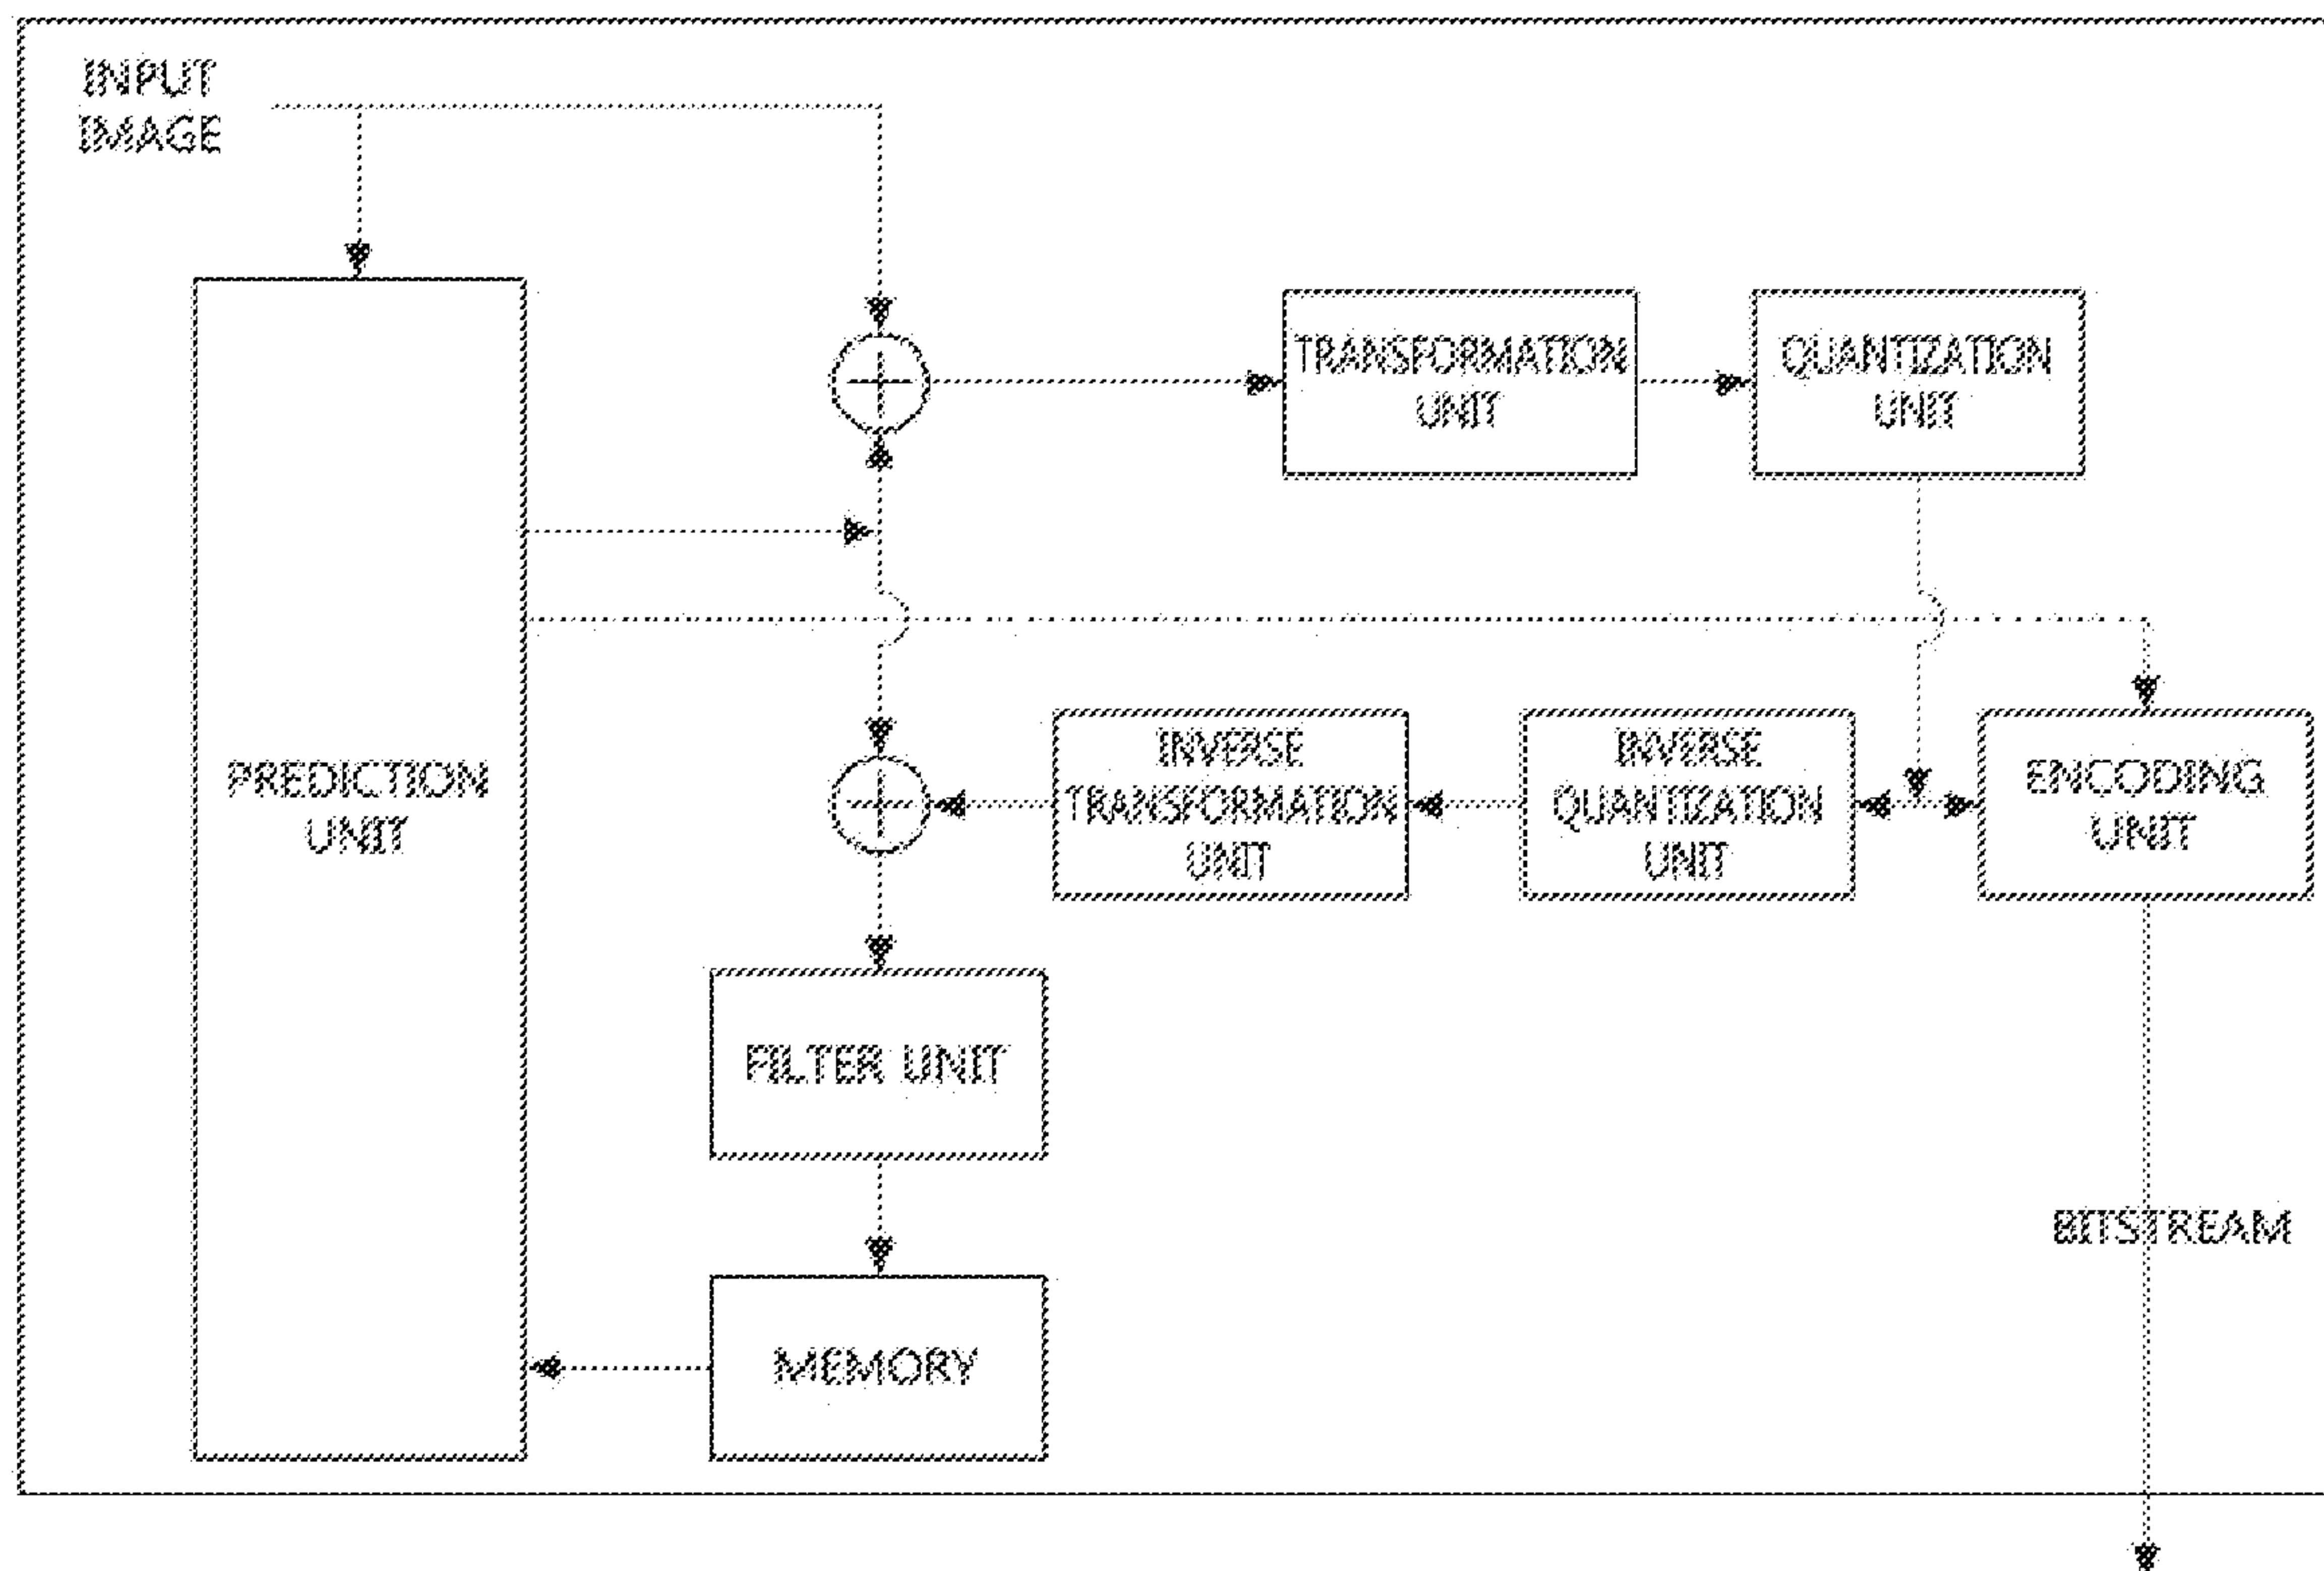 INPUT
IMAGE
TRANSFORMATION
UNIT
QUANTIZATION
UNIT
PREDICTION
UNIT
INVERSE
TRANSFORMATION
UNIT
INVERSE
QUANTIZATION
UNIT
ENCODING
UNIT
FILTER UNIT
BITSTREAM
MEMORY